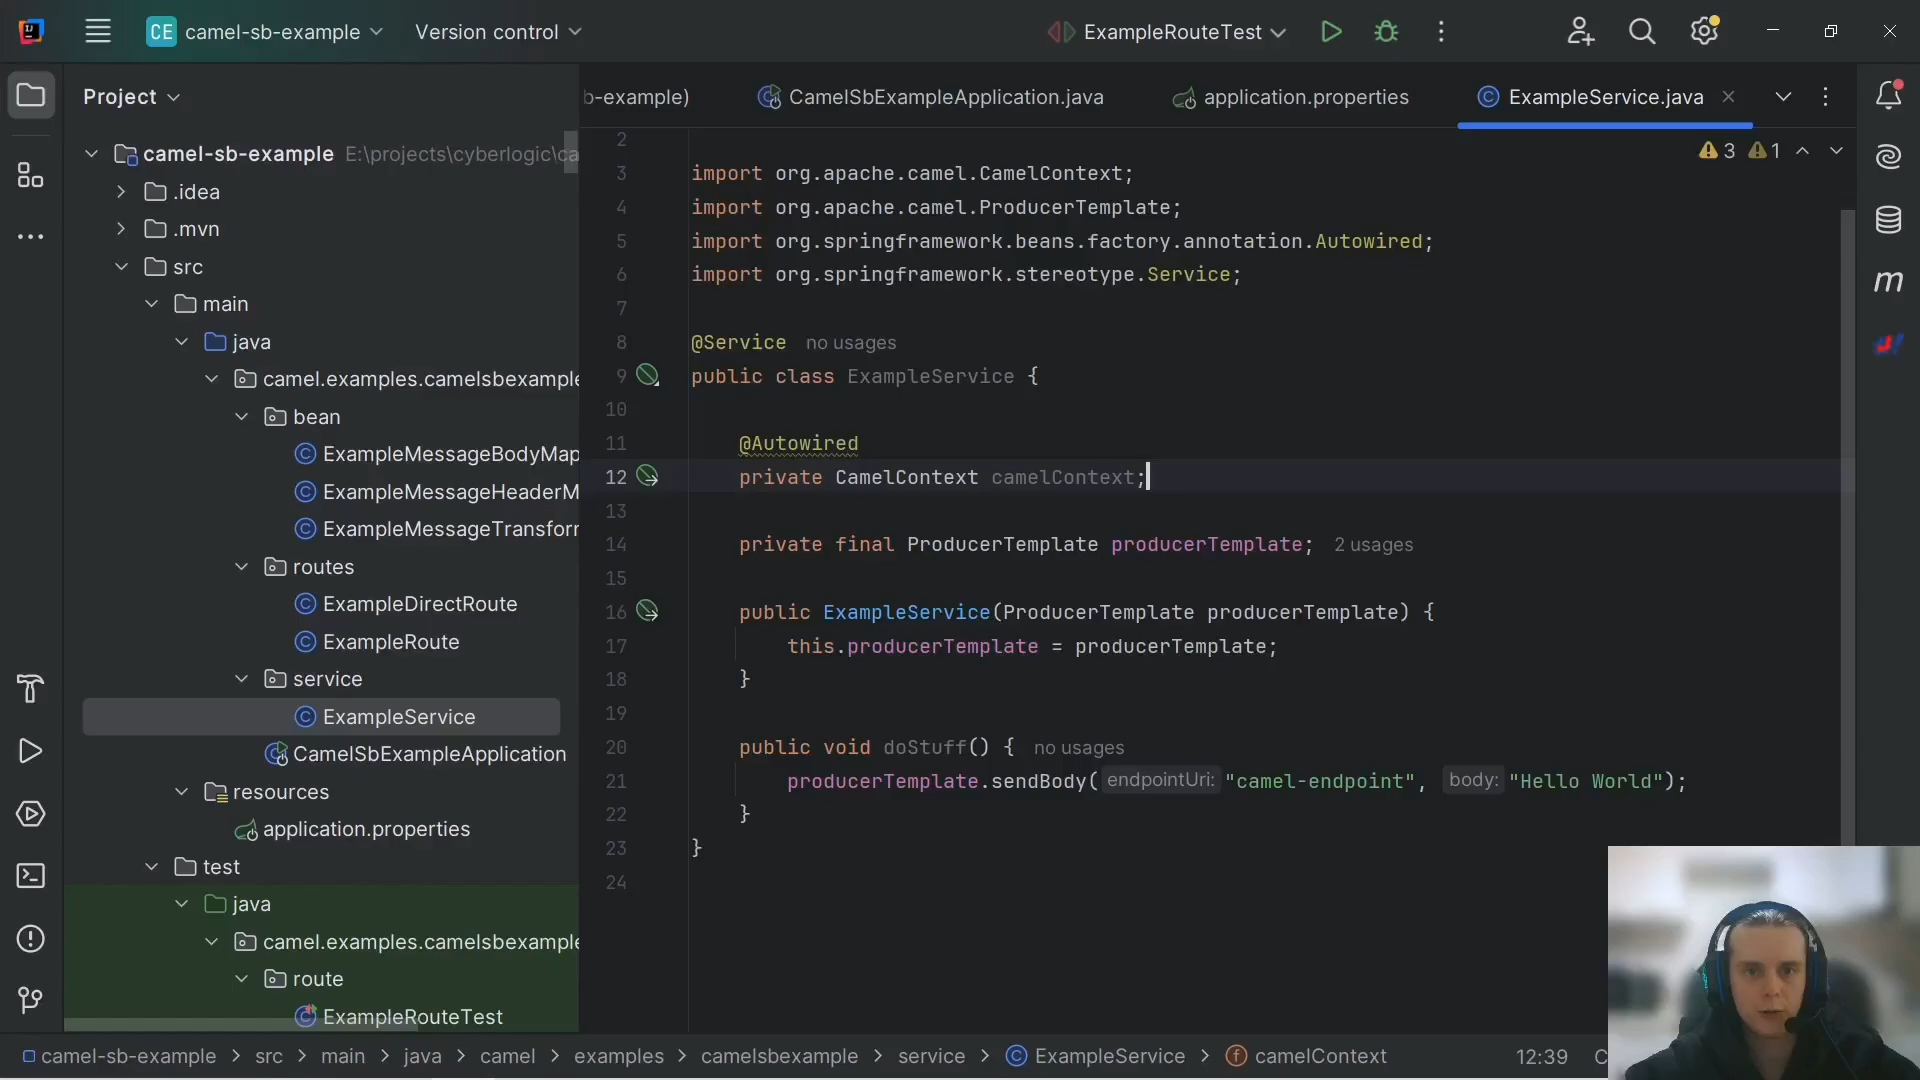 CE camel-sb-example
Version control
ExampleRouteTest
Project
b-example)
CamelSbExampleApplication.java
application.properties
ExampleService.java
camel-sb-example E:\projects\cyberlogic\ca
.idea
.mvn
src
main
java
camel.examples.camelsbexample
bean
ExampleMessageBodyMap
ExampleMessageHeaderM
ExampleMessageTransform
routes
ExampleDirectRoute
ExampleRoute
service
ExampleService
CamelSbExampleApplication
resources
application.properties
test
java
camel.examples.camelsbexample
route
ExampleRouteTest
3 1
2
3 import org.apache.camel.CamelContext;
4 import org.apache.camel.ProducerTemplate;
5 import org.springframework.beans.factory.annotation.Autowired;
6 import org.springframework.stereotype.Service;
7
8 @Service no usages
9 public class ExampleService {
10
11 @Autowired
12 private CamelContext camelContext;
13
14 private final ProducerTemplate producerTemplate; 2 usages
15
16 public ExampleService(ProducerTemplate producerTemplate) {
17 this.producerTemplate = producerTemplate;
18 }
19
20 public void doStuff() { no usages
21 producerTemplate.sendBody( endpointUri: "camel-endpoint", body: "Hello World");
22 }
23 }
24
m
camel-sb-example > src > main > java > camel > examples > camelsbexample > service > ExampleService > camelContext
12:39 C